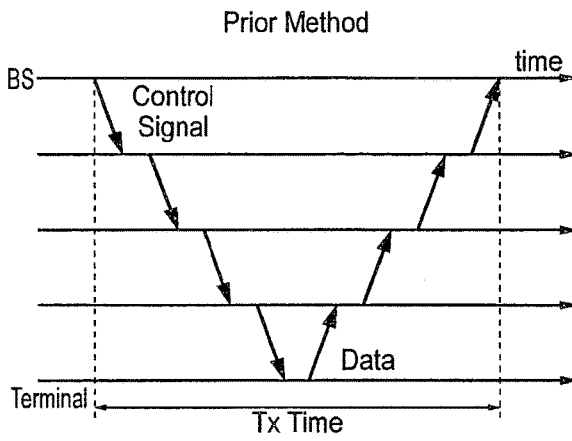 Prior Method
BS
time
Control
Signal
Data
Terminal
Tx Time